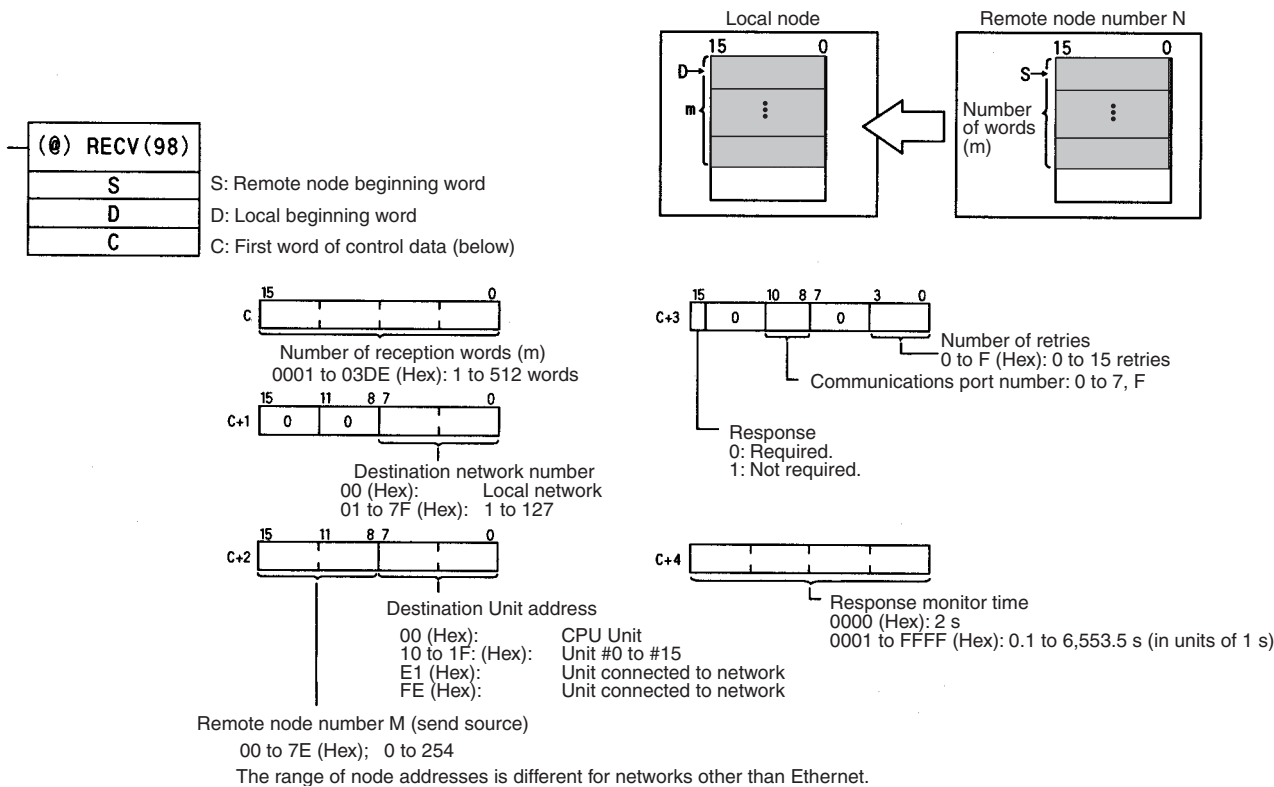 Local node
Remote node number N
15 0
15 0
D
S
m
Number
of words
(m)
(@) RECV(98)
S
S: Remote node beginning word
D
D: Local beginning word
C
C: First word of control data (below)
15 0
C
Number of reception words (m)
0001 to 03DE (Hex): 1 to 512 words
15 11 8 7 0
C+1 0 0
Destination network number
00 (Hex): Local network
01 to 7F (Hex): 1 to 127
15 11 8 7 0
C+2
Destination Unit address
00 (Hex): CPU Unit
10 to 1F: (Hex): Unit #0 to #15
E1 (Hex): Unit connected to network
FE (Hex): Unit connected to network
Remote node number M (send source)
00 to 7E (Hex); 0 to 254
The range of node addresses is different for networks other than Ethernet.
15 10 8 7 3 0
C+3 0 0
Number of retries
0 to F (Hex): 0 to 15 retries
Communications port number: 0 to 7, F
Response
0: Required.
1: Not required.
C+4
Response monitor time
0000 (Hex): 2 s
0001 to FFFF (Hex): 0.1 to 6,553.5 s (in units of 1 s)